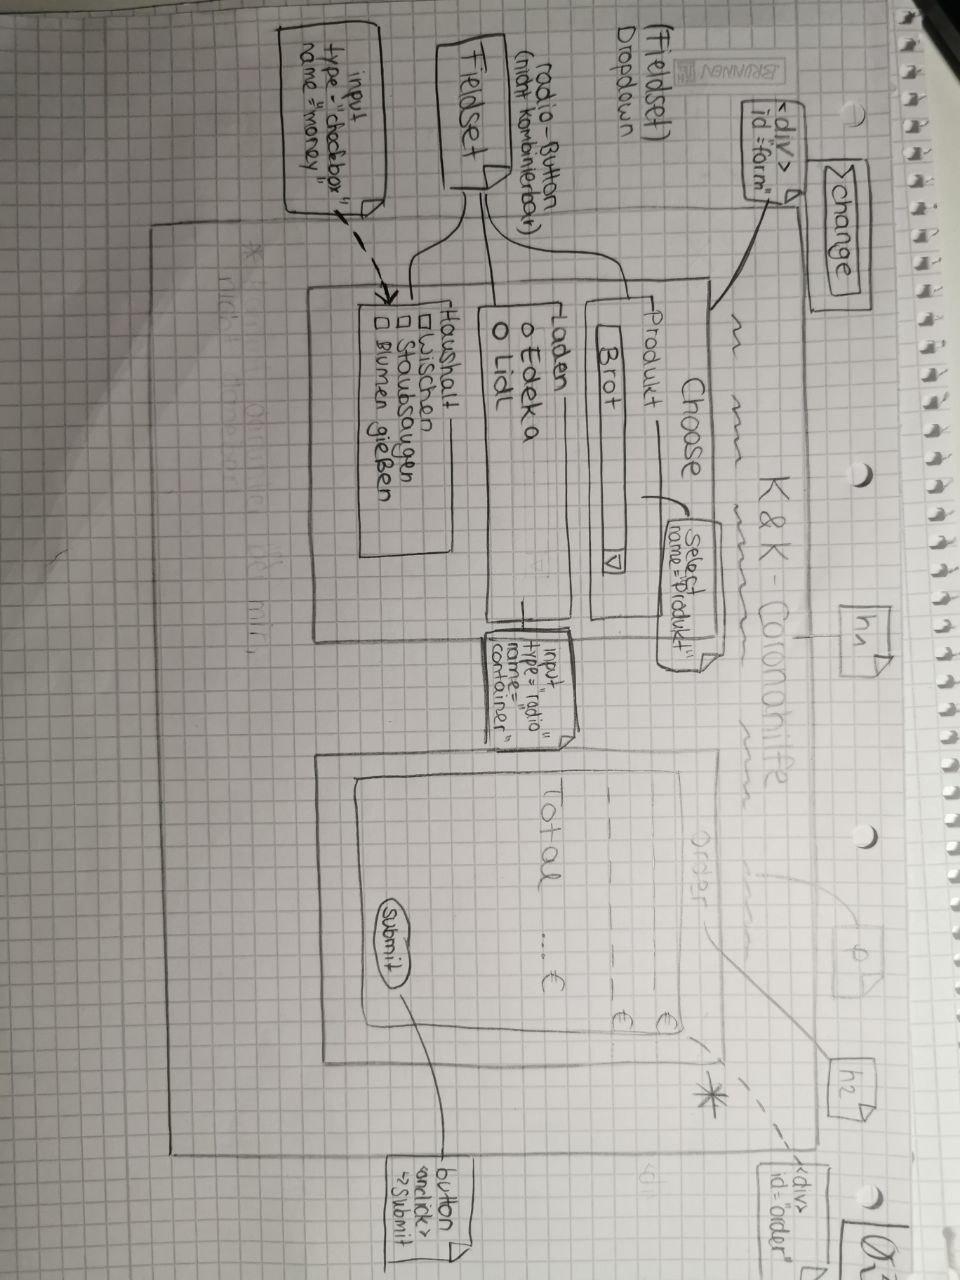 change
<div>
id="form"
h1
p
h2
<div>
id="order"
K&K-Coronahilfe
(Fieldset)
Dropdown
BRUNNEN
Choose
Select
name="Produkt"
Produkt
Brot
radio-Button
(nicht kombinierbar)
Fieldset
Laden
Edeka
Lidl
input
type="radio"
name="
container"
input
type="checkbox"
name="money"
Haushalt
Wischen
Staubsaugen
Blumen gießen
order
€
€
Total ... €
submit
*
button
<onclick>
→Submit
*